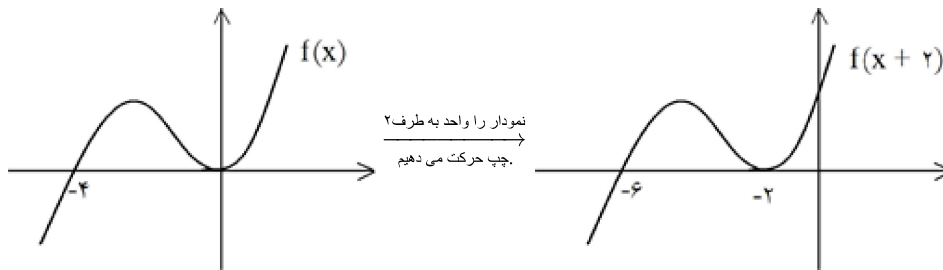 f(x)
-۴
نمودار را واحد به طرف۲
چپ حرکت می دهیم.
f(x + ۲)
-۶
-۲